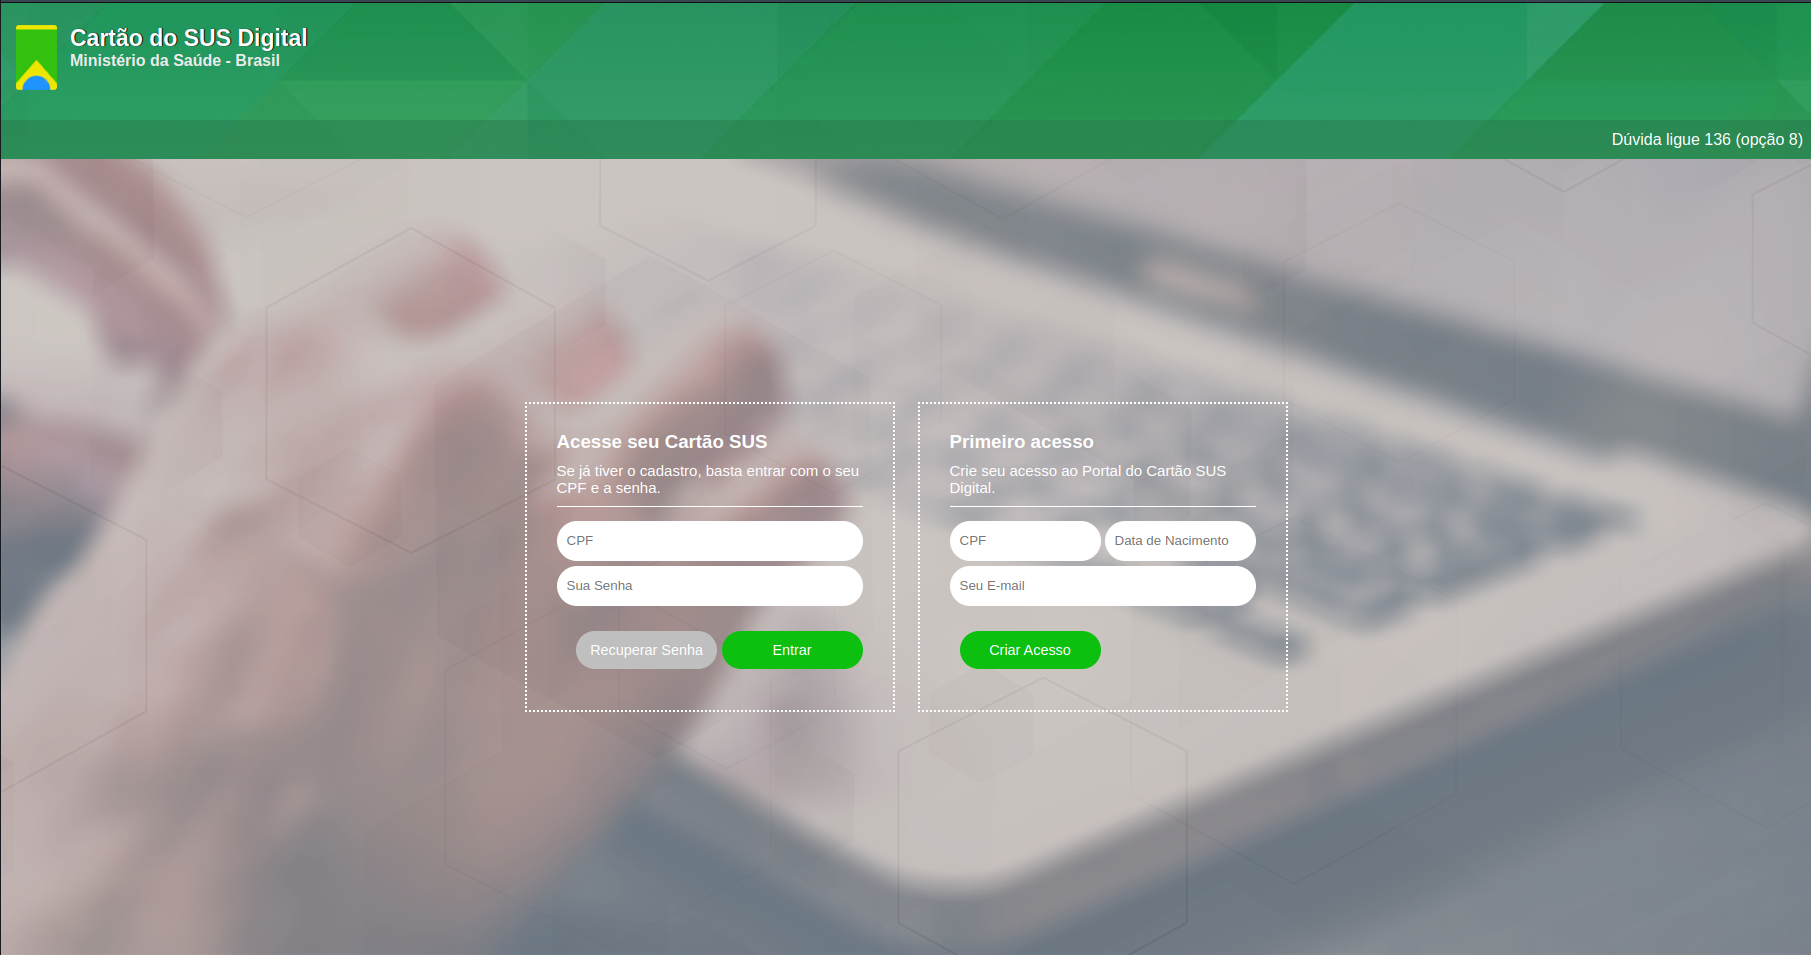 Cartão do SUS Digital
Ministério da Saúde - Brasil
Dúvida ligue 136 (opção 8)
Acesse seu Cartão SUS
Se já tiver o cadastro, basta entrar com o seu
CPF e a senha.
CPF
Sua Senha
Recuperar Senha
Entrar
Primeiro acesso
Crie seu acesso ao Portal do Cartão SUS
Digital.
CPF
Data de Nacimento
Seu E-mail
Criar Acesso